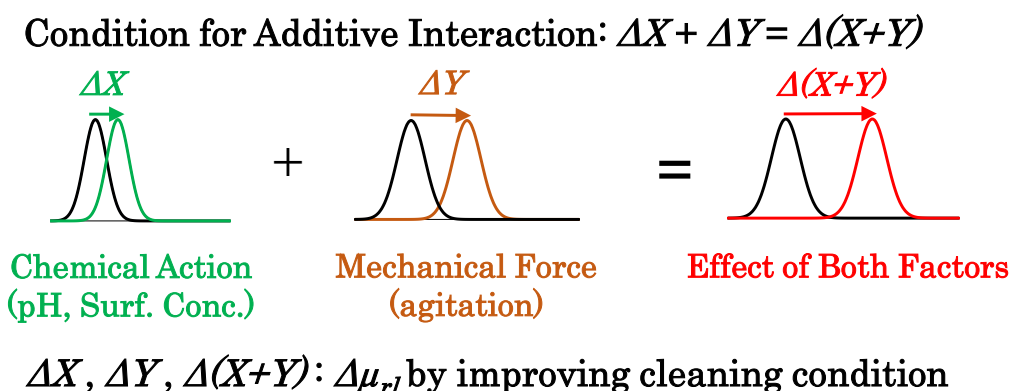 Condition for Additive Interaction: ΔX + ΔY = Δ(X+Y)
ΔX
ΔY
Δ(X+Y)
+
=
Chemical Action
(pH, Surf. Conc.)
Mechanical Force
(agitation)
Effect of Both Factors
ΔX, ΔY, Δ(X+Y): Δμrl by improving cleaning condition